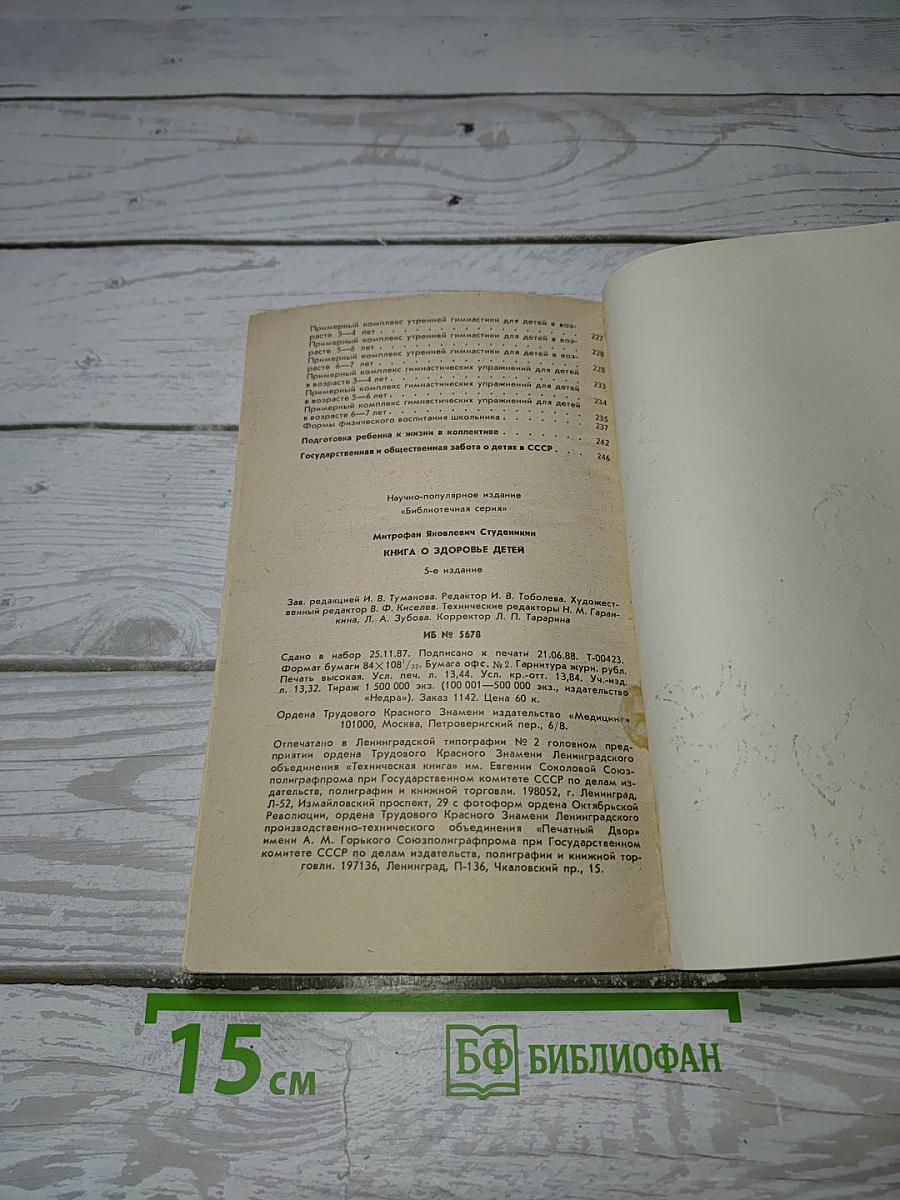 Примерный комплекс утренней гимнастики для детей в воз-
расте 3—4 лет . . . . . . . . . . . . . . . 227
Примерный комплекс утренней гимнастики для детей в воз-
расте 5—6 лет . . . . . . . . . . . . . . . 228
Примерный комплекс утренней гимнастики для детей в воз-
расте 6—7 лет . . . . . . . . . . . . . . . 228
Примерный комплекс гимнастических упражнений для детей
в возрасте 3—4 лет . . . . . . . . . . . . . 233
Примерный комплекс гимнастических упражнений для детей
в возрасте 5—6 лет . . . . . . . . . . . . . 234
Примерный комплекс гимнастических упражнений для детей
в возрасте 6—7 лет . . . . . . . . . . . . . 235
Формы физического воспитания школьника . . . . . 237
Подготовка ребенка к жизни в коллективе . . . . . . . 242
Государственная и общественная забота о детях в СССР . . . 246
Научно-популярное издание
«Библиотечная серия»
Митрофан Яковлевич Студеникин
КНИГА О ЗДОРОВЬЕ ДЕТЕЙ
5-е издание
Зав. редакцией И. В. Туманова. Редактор И. В. Тоболева. Художест-
венный редактор В. Ф. Киселев. Технические редакторы Н. М. Гаран-
кина, Л. А. Зубова. Корректор Л. П. Тарарина
ИБ № 5678
Сдано в набор 25.11.87. Подписано к печати 21.06.88. Т-00423.
Формат бумаги 84×108¹/₃₂. Бумага офс. № 2. Гарнитура журн. рубл.
Печать высокая. Усл. печ. л. 13,44. Усл. кр.-отт. 13,84. Уч.-изд.
л. 13,32. Тираж 1 500 000 экз. (100 001—500 000 экз., издательство
«Недра»). Заказ 1142. Цена 60 к.
Ордена Трудового Красного Знамени издательство «Медицина»
101000, Москва, Петроверигский пер., 6/8.
Отпечатано в Ленинградской типографии № 2 головном пред-
приятии ордена Трудового Красного Знамени Ленинградского
объединения «Техническая книга» им. Евгении Соколовой Союз-
полиграфпрома при Государственном комитете СССР по делам из-
дательств, полиграфии и книжной торговли. 198052, г. Ленинград,
Л-52, Измайловский проспект, 29 с фотоформ ордена Октябрьской
Революции, ордена Трудового Красного Знамени Ленинградского
производственно-технического объединения «Печатный Двор»
имени А. М. Горького Союзполиграфпрома при Государственном
комитете СССР по делам издательств, полиграфии и книжной тор-
говли. 197136, Ленинград, П-136, Чкаловский пр., 15.
15 см
БФ БИБЛИОФАН